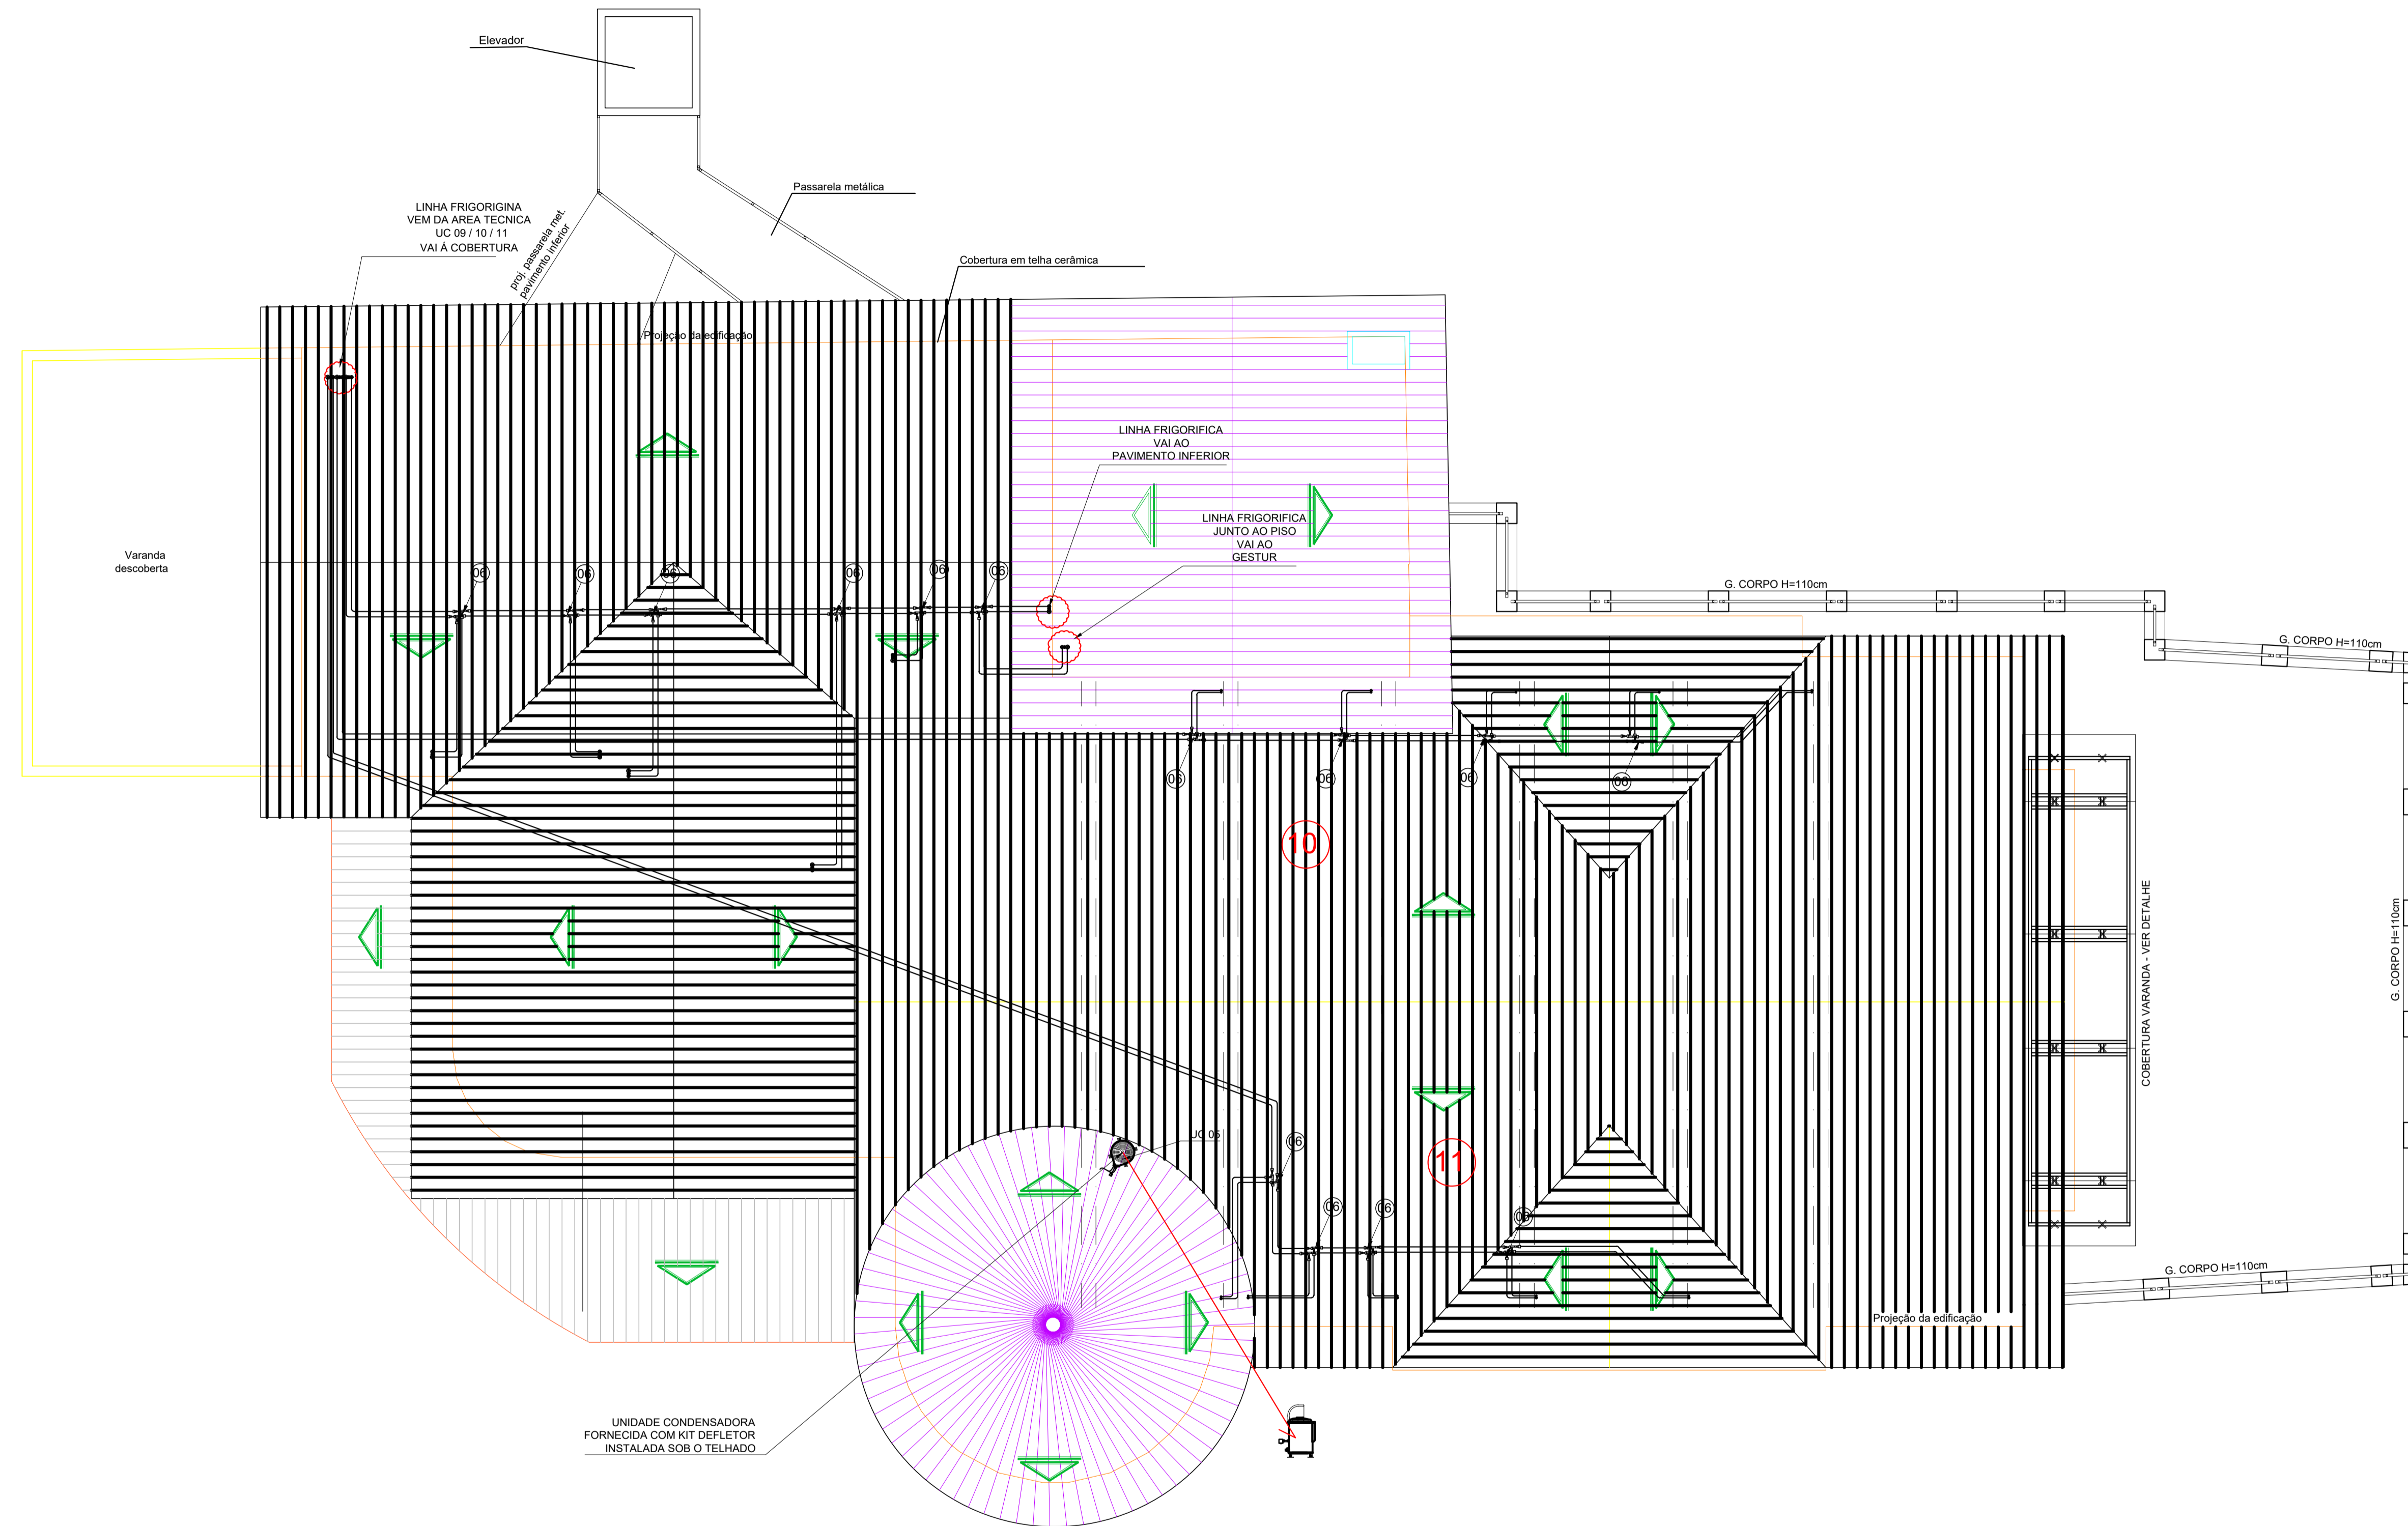 Elevador
Passarela metálica
LINHA FRIGORIGINA
VEM DA AREA TECNICA
UC 09 / 10 / 11
VAI Á COBERTURA
proj. passarela met.
pavimento inferior
Cobertura em telha cerâmica
Projeção da edificação
LINHA FRIGORIFICA
VAI AO
PAVIMENTO INFERIOR
LINHA FRIGORIFICA
JUNTO AO PISO
VAI AO
GESTUR
Varanda
descoberta
06
06
06
06
06
06
G. CORPO H=110cm
G. CORPO H=110cm
06
06
06
06
10
COBERTURA VARANDA - VER DETALHE
G. CORPO H=110cm
UC 05
06
11
06
06
06
G. CORPO H=110cm
Projeção da edificação
UNIDADE CONDENSADORA
FORNECIDA COM KIT DEFLETOR
INSTALADA SOB O TELHADO